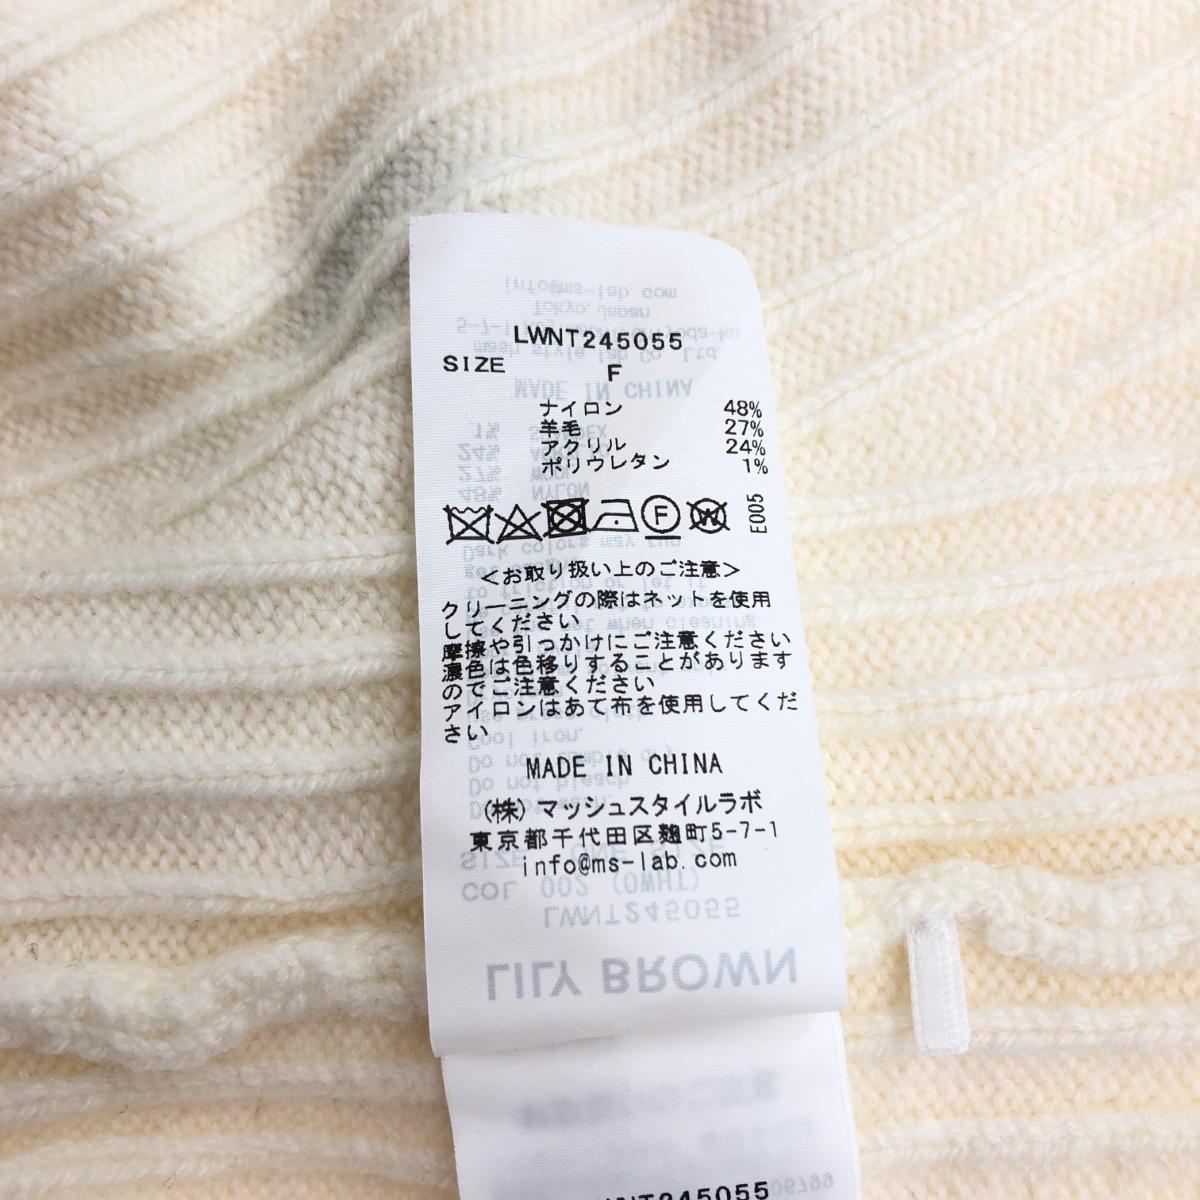 LWNT245055
SIZE F
ナイロン 48%
羊毛 27%
アクリル 24%
ポリウレタン 1%
F W E005
<お取り扱い上のご注意>
クリーニングの際はネットを使用
してください
摩擦や引っかけにご注意ください
濃色は色移りすることがあります
のでご注意ください
アイロンはあて布を使用してくだ
さい
MADE IN CHINA
(株)マッシュスタイルラボ
東京都千代田区麹町5-7-1
info@ms-lab.com
COL 002 (OWHT)
LWNT245055
LILY BROWN
LWNT245055
06799